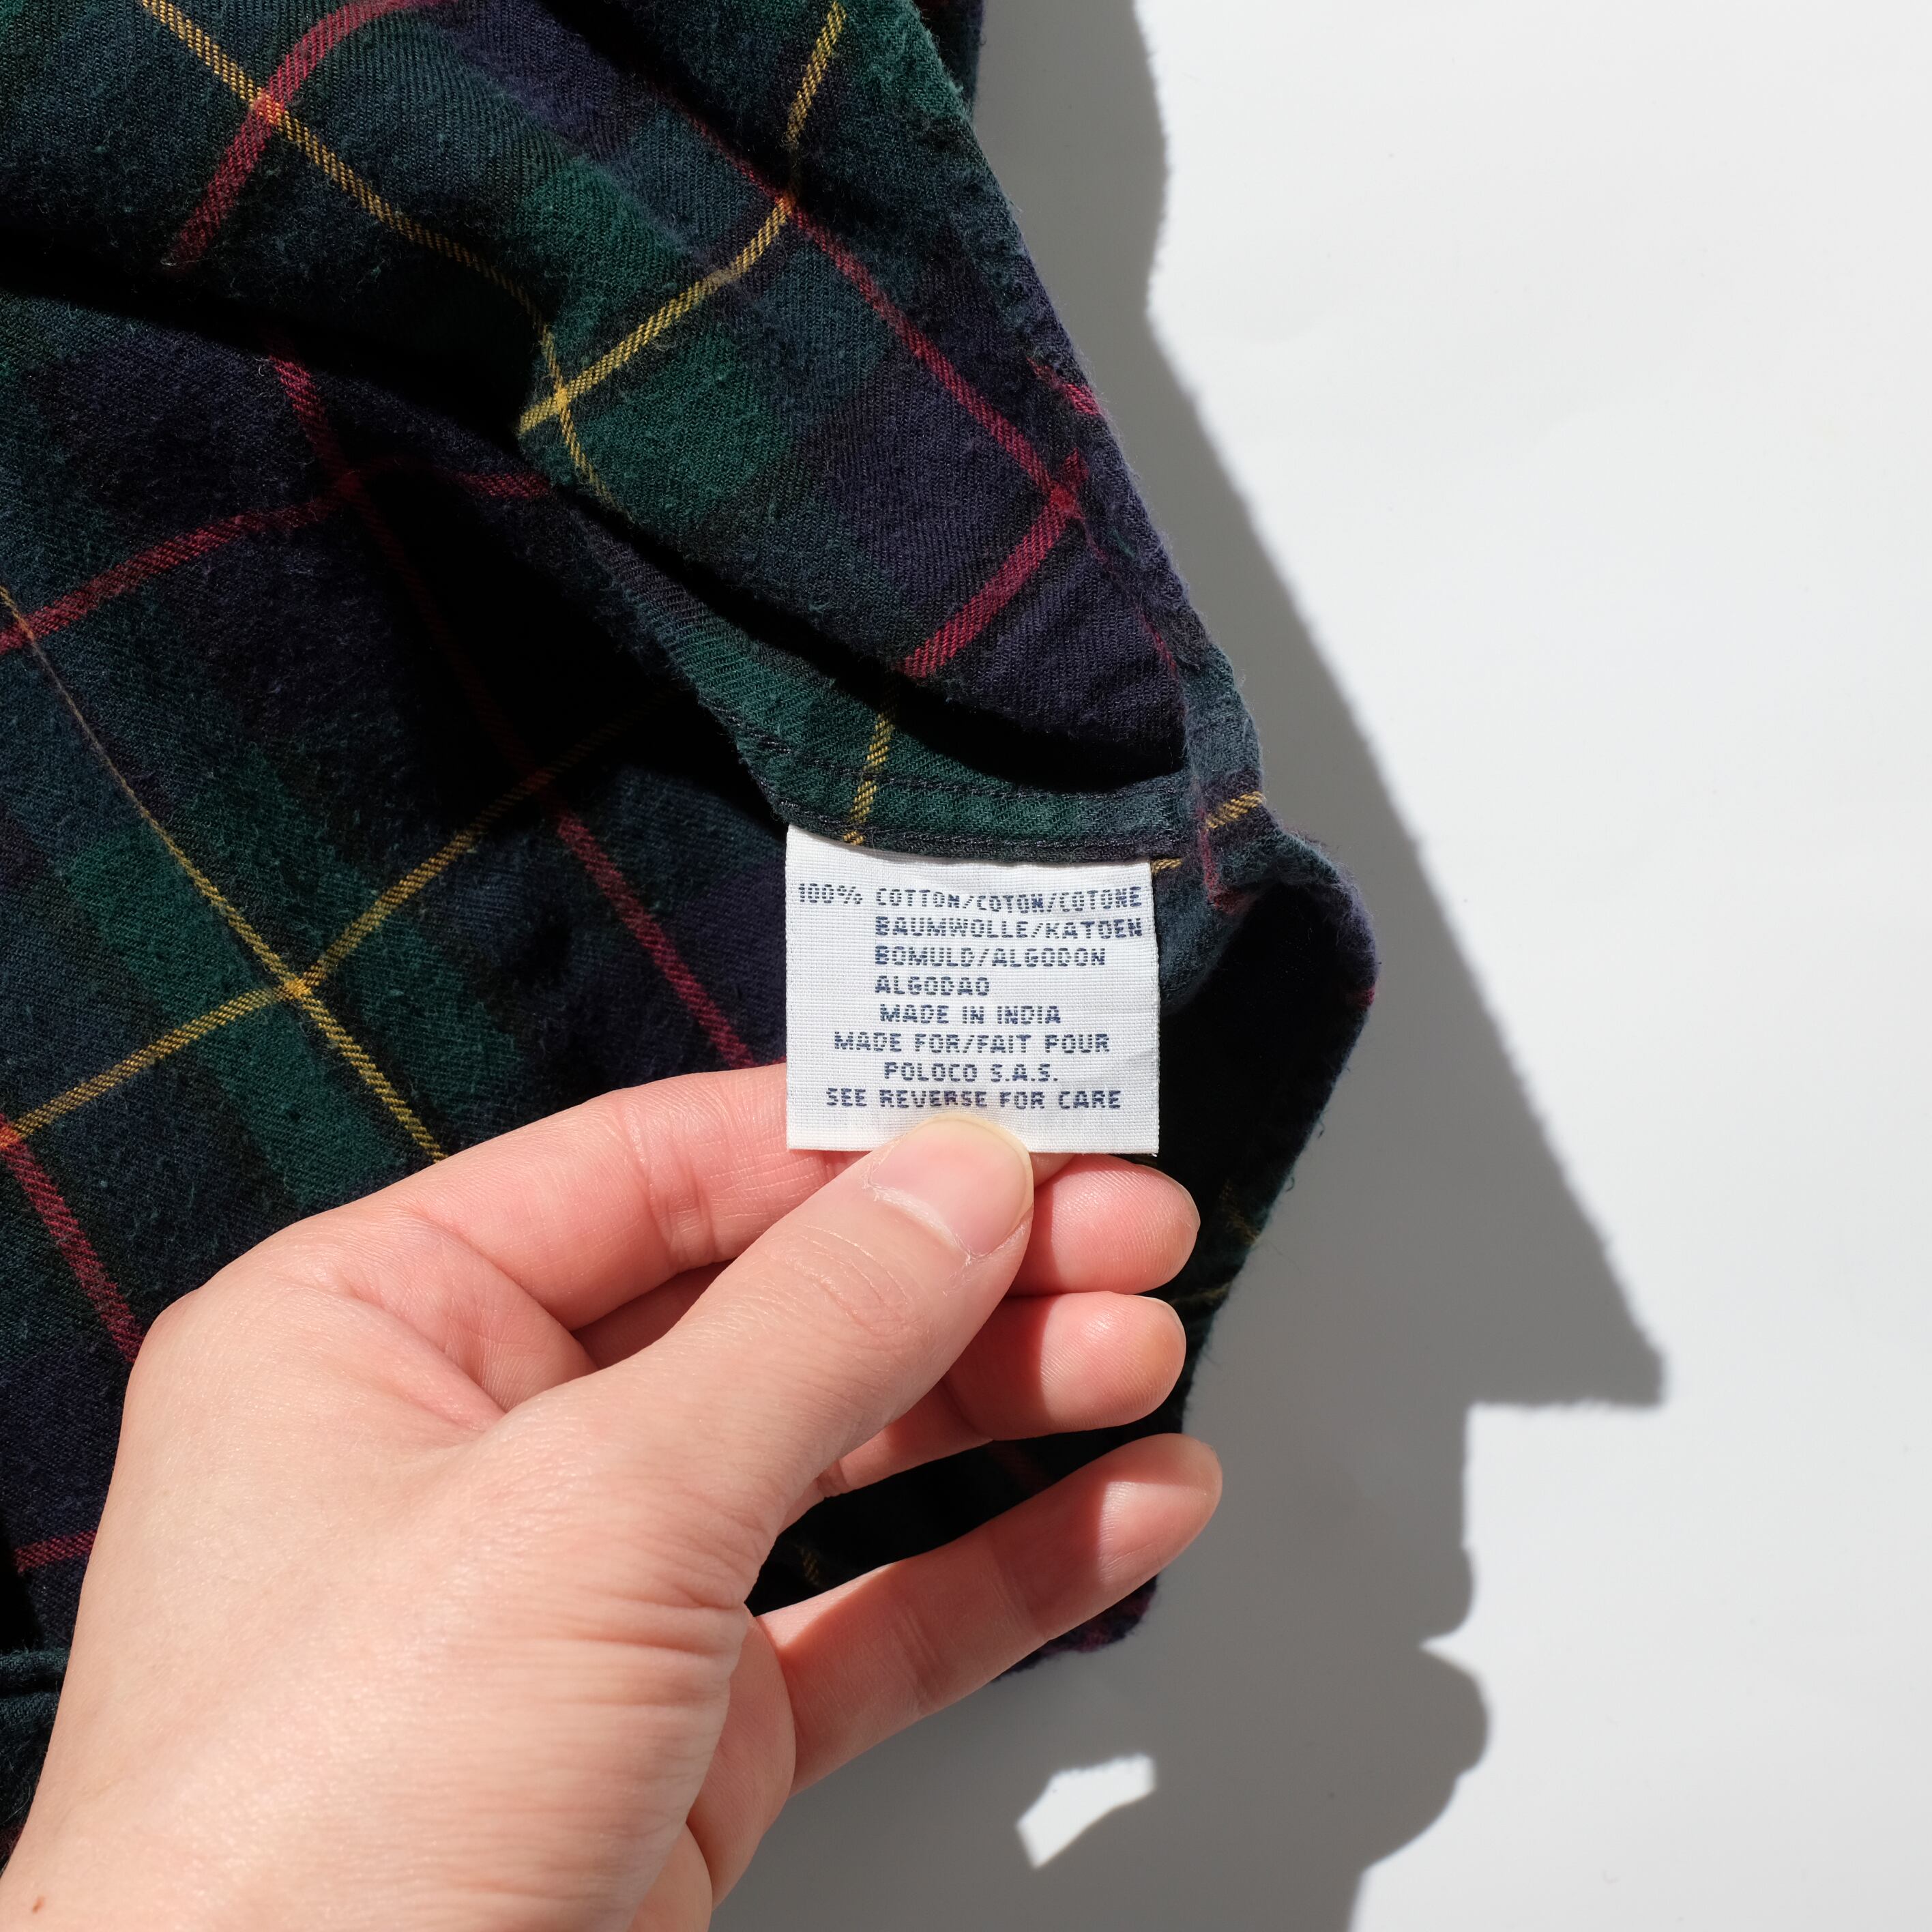 100% COTTON/COTON/COTONE
BAUMWOLLE/KATOEN
BOMULD/ALGODON
ALGODAO
MADE IN INDIA
MADE FOR/FAIT POUR
POLOCO S.A.S.
SEE REVERSE FOR CARE